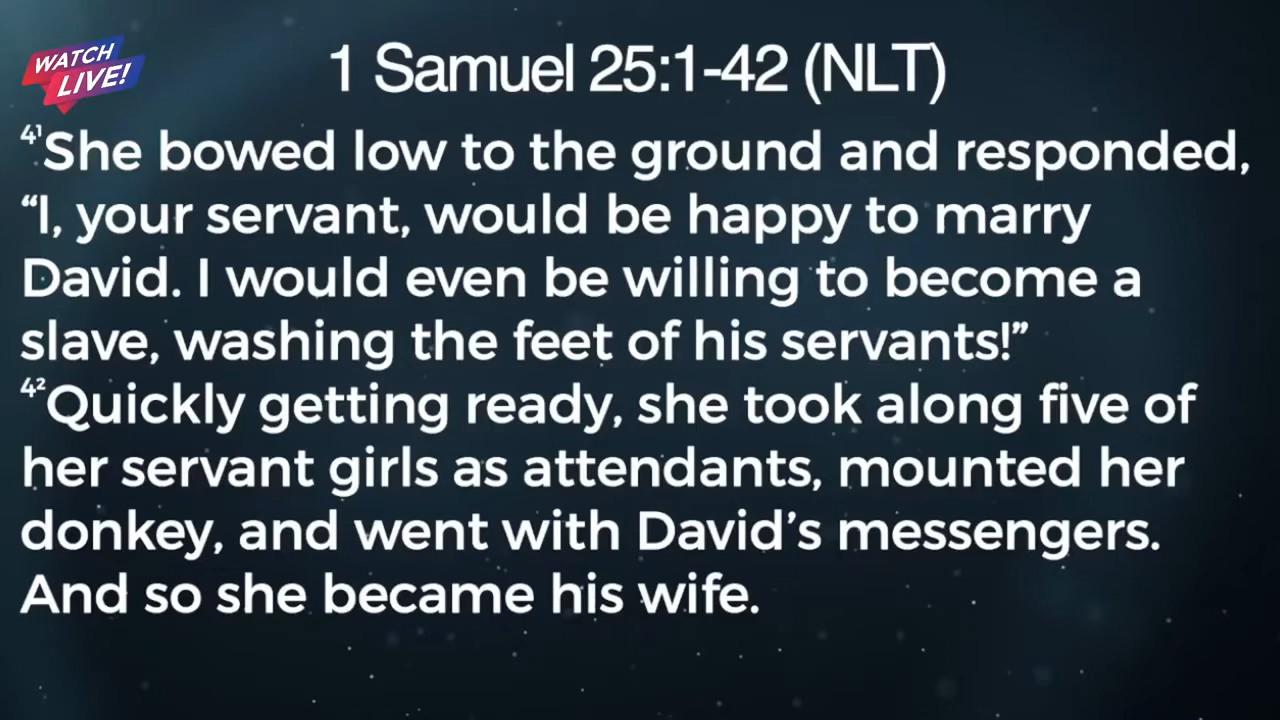 WATCH
LIVE!
1 Samuel 25:1-42 (NLT)
⁴¹She bowed low to the ground and responded,
“I, your servant, would be happy to marry
David. I would even be willing to become a
slave, washing the feet of his servants!”
⁴²Quickly getting ready, she took along five of
her servant girls as attendants, mounted her
donkey, and went with David’s messengers.
And so she became his wife.